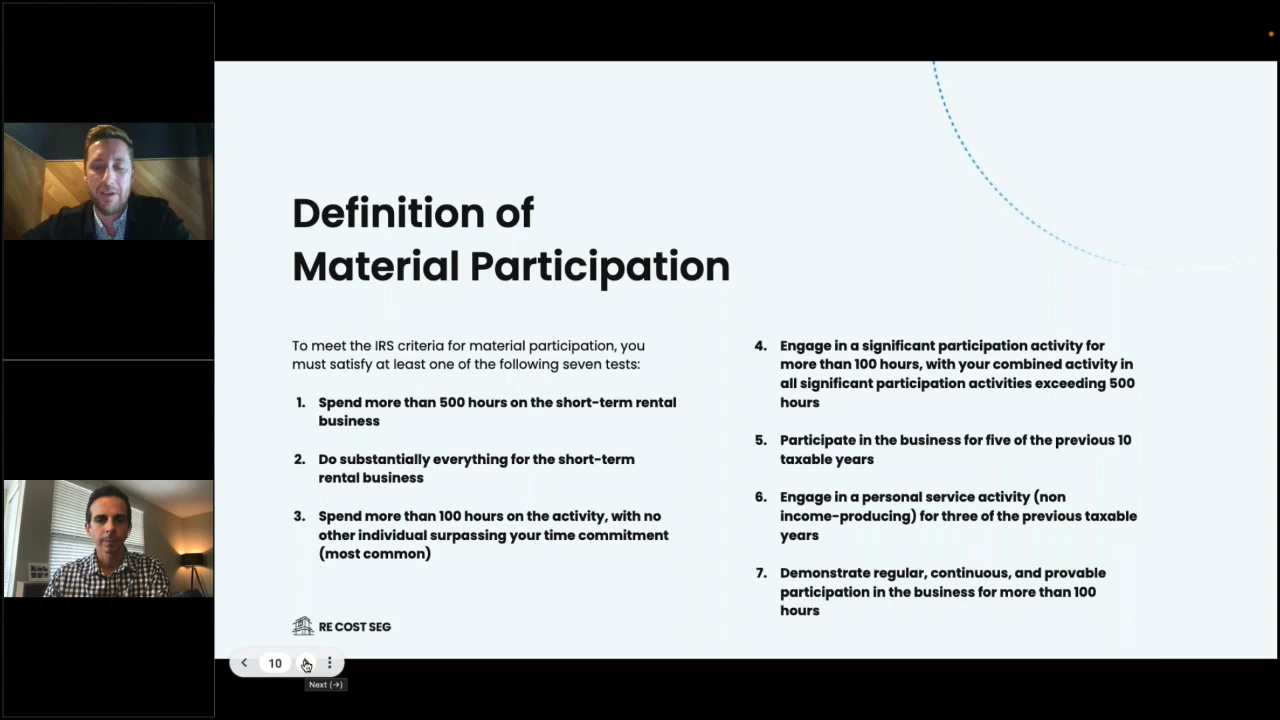 Definition of
Material Participation
To meet the IRS criteria for material participation, you
must satisfy at least one of the following seven tests:
1. Spend more than 500 hours on the short-term rental
business
2. Do substantially everything for the short-term
rental business
3. Spend more than 100 hours on the activity, with no
other individual surpassing your time commitment
(most common)
4. Engage in a significant participation activity for
more than 100 hours, with your combined activity in
all significant participation activities exceeding 500
hours
5. Participate in the business for five of the previous 10
taxable years
6. Engage in a personal service activity (non
income-producing) for three of the previous taxable
years
7. Demonstrate regular, continuous, and provable
participation in the business for more than 100
hours
RE COST SEG
10
Next (→)